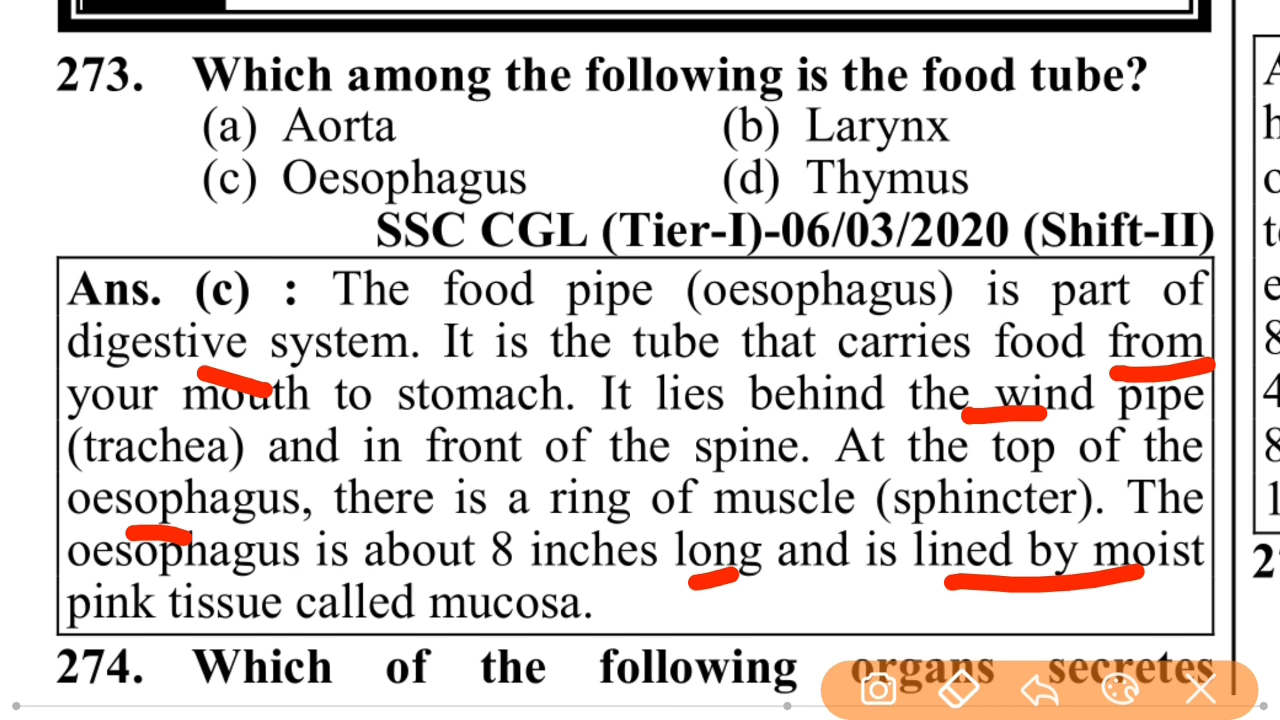 273. Which among the following is the food tube?
(a) Aorta (b) Larynx
(c) Oesophagus (d) Thymus
SSC CGL (Tier-I)-06/03/2020 (Shift-II)
Ans. (c) : The food pipe (oesophagus) is part of
digestive system. It is the tube that carries food from
your mouth to stomach. It lies behind the wind pipe
(trachea) and in front of the spine. At the top of the
oesophagus, there is a ring of muscle (sphincter). The
oesophagus is about 8 inches long and is lined by moist
pink tissue called mucosa.
274. Which of the following organs secretes